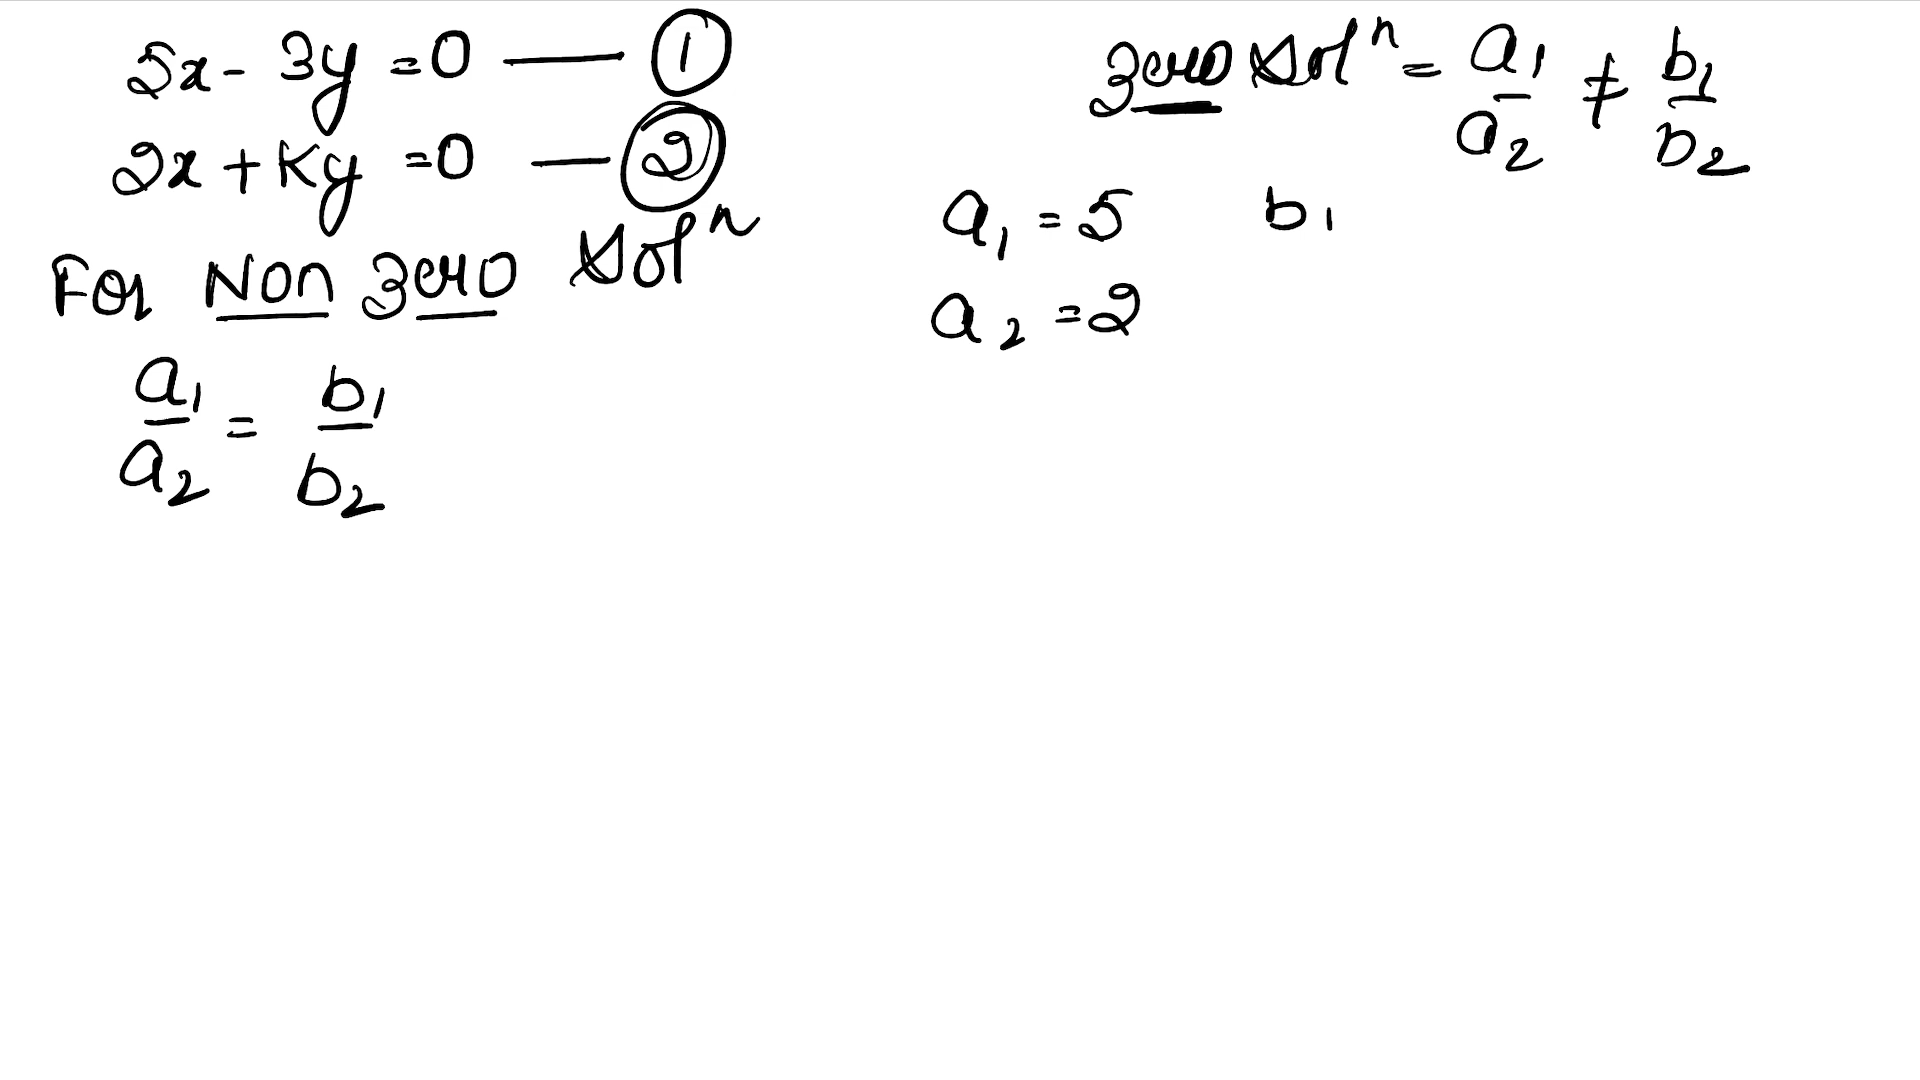 5x - 3y = 0 — ①
2x + Ky = 0 — ②
For Non zero Solⁿ
a₁/a₂ = b₁/b₂
zero Solⁿ = a₁/a₂ ≠ b₁/b₂
a₁ = 5 b₁
a₂ = 2